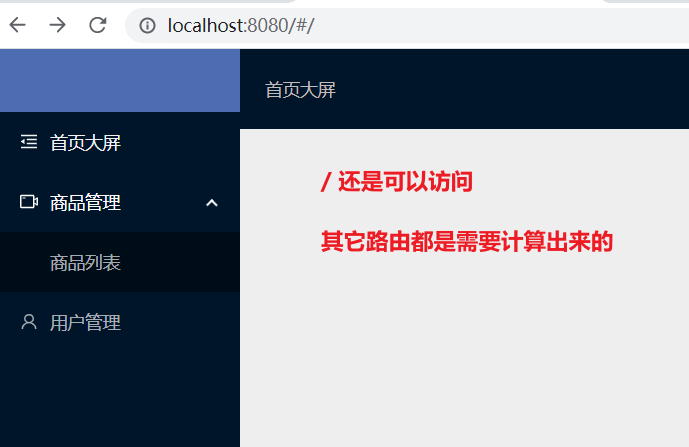 localhost:8080/#/
首页大屏
首页大屏
/ 还是可以访问
商品管理
其它路由都是需要计算出来的
商品列表
用户管理